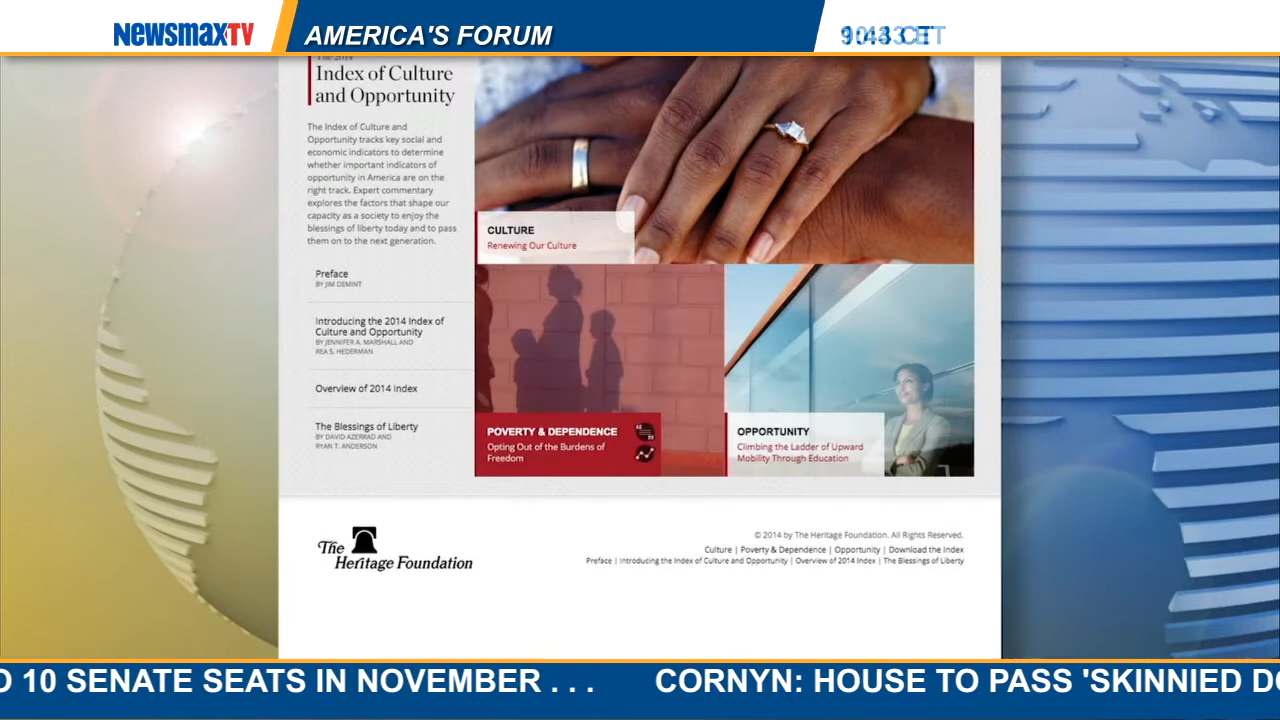 NEWSMAXTV
AMERICA'S FORUM
The 2014
Index of Culture
and Opportunity
The Index of Culture and
Opportunity tracks key social and
economic indicators to determine
whether important indicators of
opportunity in America are on the
right track. Expert commentary
explores the factors that shape our
capacity as a society to enjoy the
blessings of liberty today and to pass
them on to the next generation.
Preface
BY JIM DEMINT
Introducing the 2014 Index of
Culture and Opportunity
BY JENNIFER A. MARSHALL AND
REA S. HEDERMAN
Overview of 2014 Index
The Blessings of Liberty
BY DAVID AZERRAD AND
RYAN T. ANDERSON
CULTURE
Renewing Our Culture
POVERTY & DEPENDENCE
Opting Out of the Burdens of
Freedom
OPPORTUNITY
Climbing the Ladder of Upward
Mobility Through Education
The
Heritage Foundation
© 2014 by The Heritage Foundation. All Rights Reserved.
Culture | Poverty & Dependence | Opportunity | Download the Index
Preface | Introducing the Index of Culture and Opportunity | Overview of 2014 Index | The Blessings of Liberty
O 10 SENATE SEATS IN NOVEMBER . . . CORNYN: HOUSE TO PASS 'SKINNIED DO